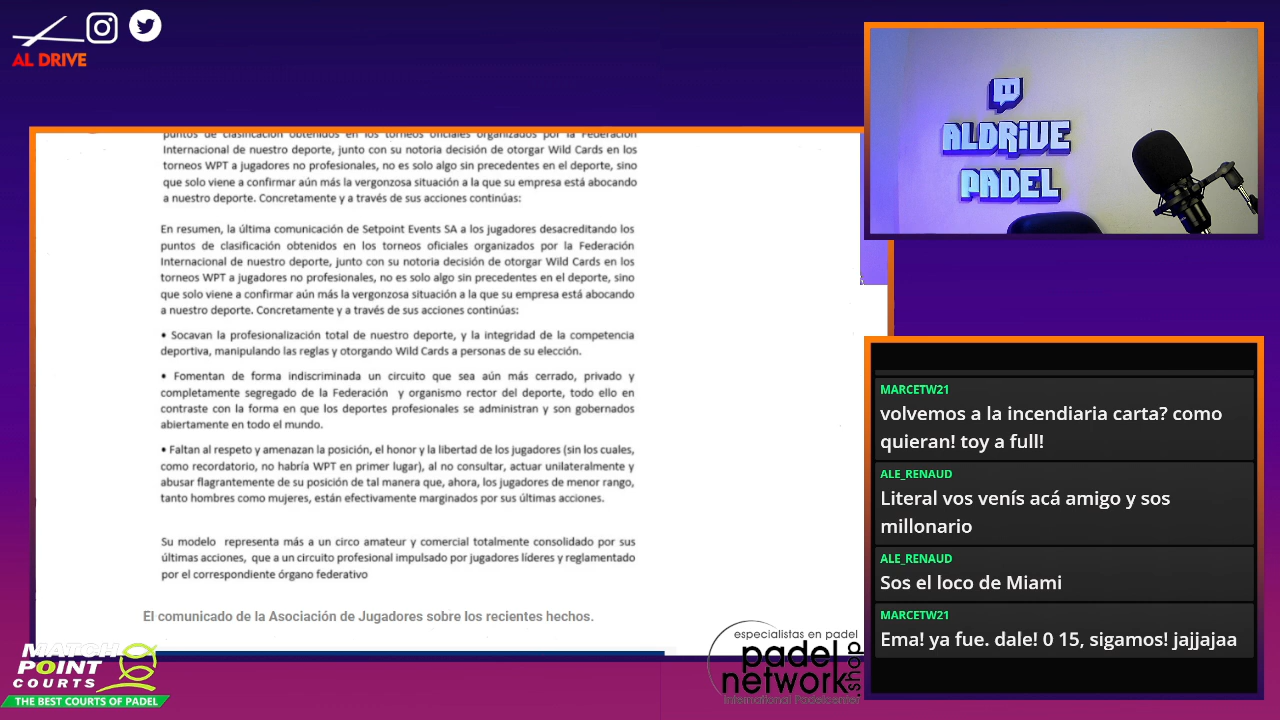 AL DRIVE
puntos de clasificación obtenidos en los torneos oficiales organizados por la Federación
Internacional de nuestro deporte, junto con su notoria decisión de otorgar Wild Cards en los
torneos WPT a jugadores no profesionales, no es solo algo sin precedentes en el deporte, sino
que solo viene a confirmar aún más la vergonzosa situación a la que su empresa está abocando
a nuestro deporte. Concretamente y a través de sus acciones continúas:
En resumen, la última comunicación de Setpoint Events SA a los jugadores desacreditando los
puntos de clasificación obtenidos en los torneos oficiales organizados por la Federación
Internacional de nuestro deporte, junto con su notoria decisión de otorgar Wild Cards en los
torneos WPT a jugadores no profesionales, no es solo algo sin precedentes en el deporte, sino
que solo viene a confirmar aún más la vergonzosa situación a la que su empresa está abocando
a nuestro deporte. Concretamente y a través de sus acciones continúas:
• Socavan la profesionalización total de nuestro deporte, y la integridad de la competencia
deportiva, manipulando las reglas y otorgando Wild Cards a personas de su elección.
• Fomentan de forma indiscriminada un circuito que sea aún más cerrado, privado y
completamente segregado de la Federación y organismo rector del deporte, todo ello en
contraste con la forma en que los deportes profesionales se administran y son gobernados
abiertamente en todo el mundo.
• Faltan al respeto y amenazan la posición, el honor y la libertad de los jugadores (sin los cuales,
como recordatorio, no habría WPT en primer lugar), al no consultar, actuar unilateralmente y
abusar flagrantemente de su posición de tal manera que, ahora, los jugadores de menor rango,
tanto hombres como mujeres, están efectivamente marginados por sus últimas acciones.
Su modelo representa más a un circo amateur y comercial totalmente consolidado por sus
últimas acciones, que a un circuito profesional impulsado por jugadores líderes y reglamentado
por el correspondiente órgano federativo
El comunicado de la Asociación de Jugadores sobre los recientes hechos.
MATCH
POINT
COURTS
THE BEST COURTS OF PADEL
especialistas en padel
padel
network
.shop
International Padelcenter
ALDRIVE
PADEL
MARCETW21
volvemos a la incendiaria carta? como
quieran! toy a full!
ALE_RENAUD
Literal vos venís acá amigo y sos
millonario
ALE_RENAUD
Sos el loco de Miami
MARCETW21
Ema! ya fue. dale! 0 15, sigamos! jajjajaa